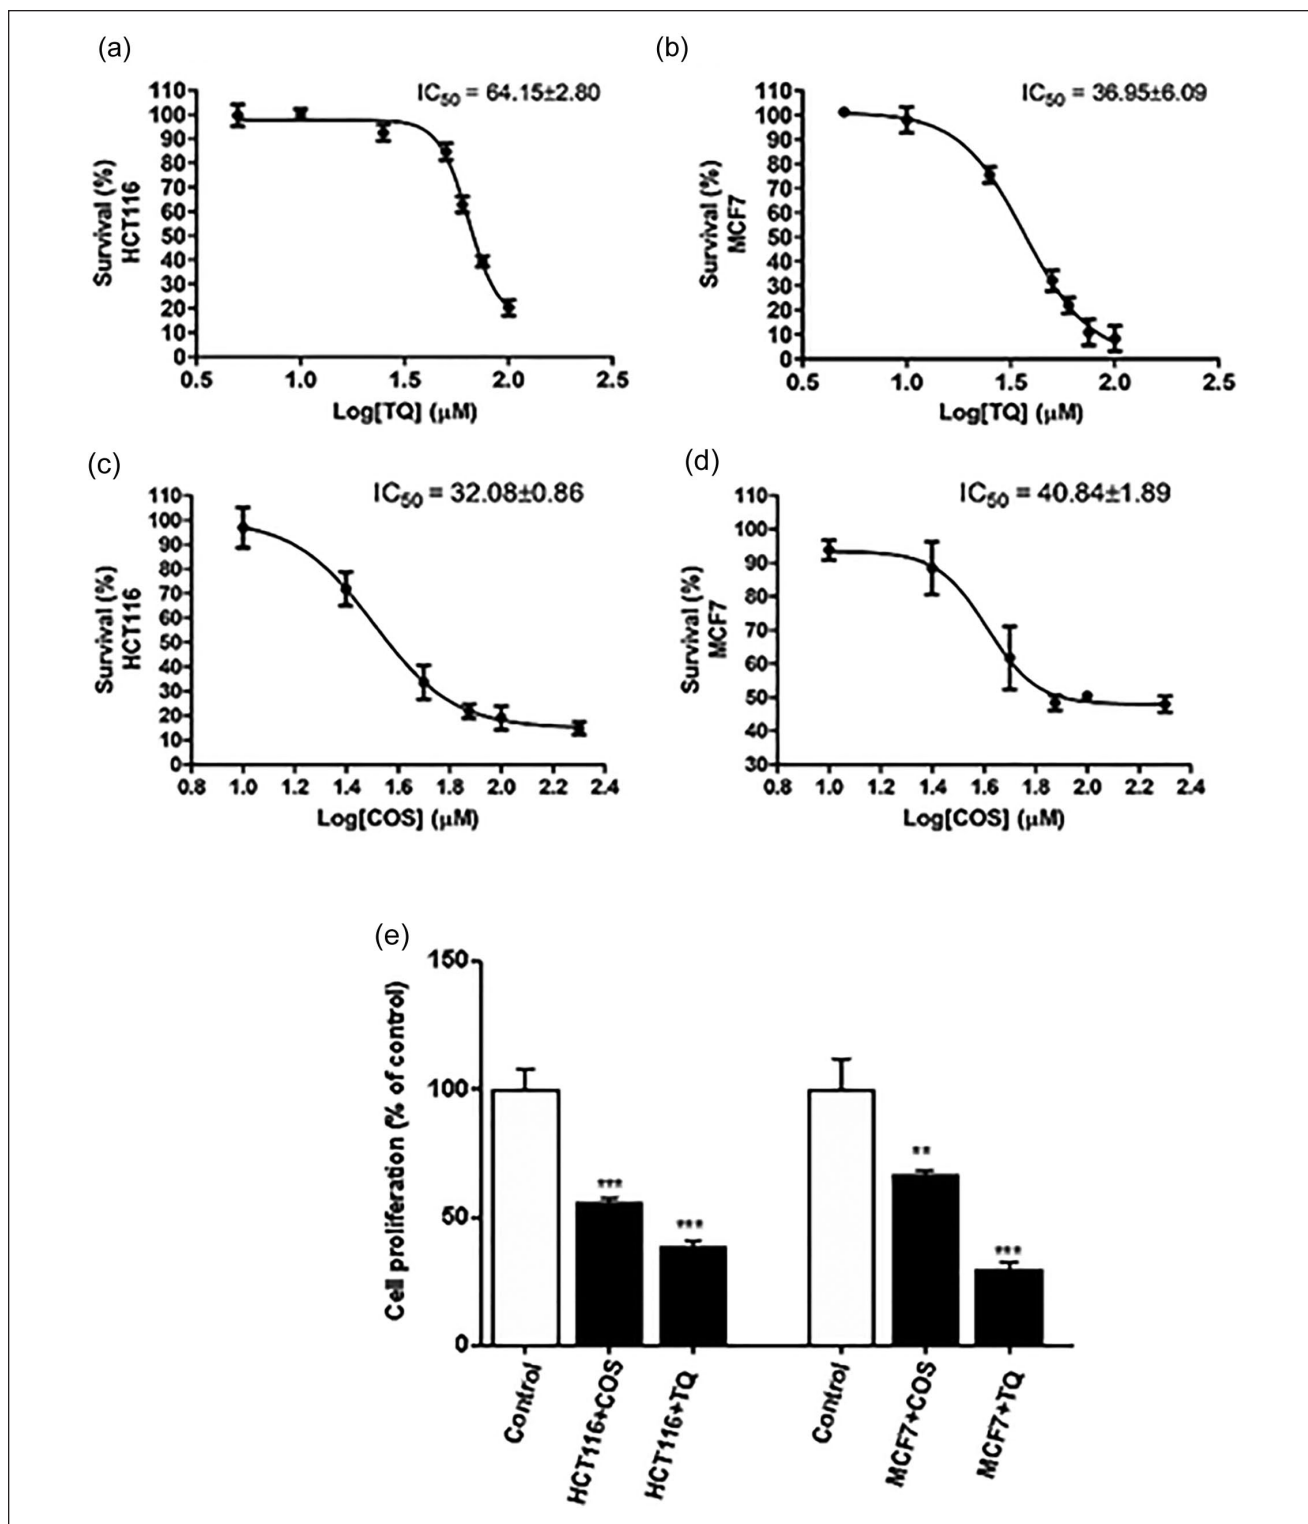 (a)
IC50 = 64.15±2.80
110
100
90
80
70
60
50
40
30
20
10
0
Survival (%)
HCT116
0.5 1.0 1.5 2.0 2.5
Log[TQ] (μM)
(b)
IC50 = 36.95±6.09
110
100
90
80
70
60
50
40
30
20
10
0
Survival (%)
MCF7
0.5 1.0 1.5 2.0 2.5
Log[TQ] (μM)
(c)
IC50 = 32.08±0.86
110
100
90
80
70
60
50
40
30
20
10
0
Survival (%)
HCT116
0.8 1.0 1.2 1.4 1.6 1.8 2.0 2.2 2.4
Log[COS] (μM)
(d)
IC50 = 40.84±1.89
110
100
90
80
70
60
50
40
30
Survival (%)
MCF7
0.8 1.0 1.2 1.4 1.6 1.8 2.0 2.2 2.4
Log[COS] (μM)
(e)
150
100
50
0
Cell proliferation (% of control)
***
***
**
***
Control
HCT116+COS
HCT116+TQ
Control
MCF7+COS
MCF7+TQ